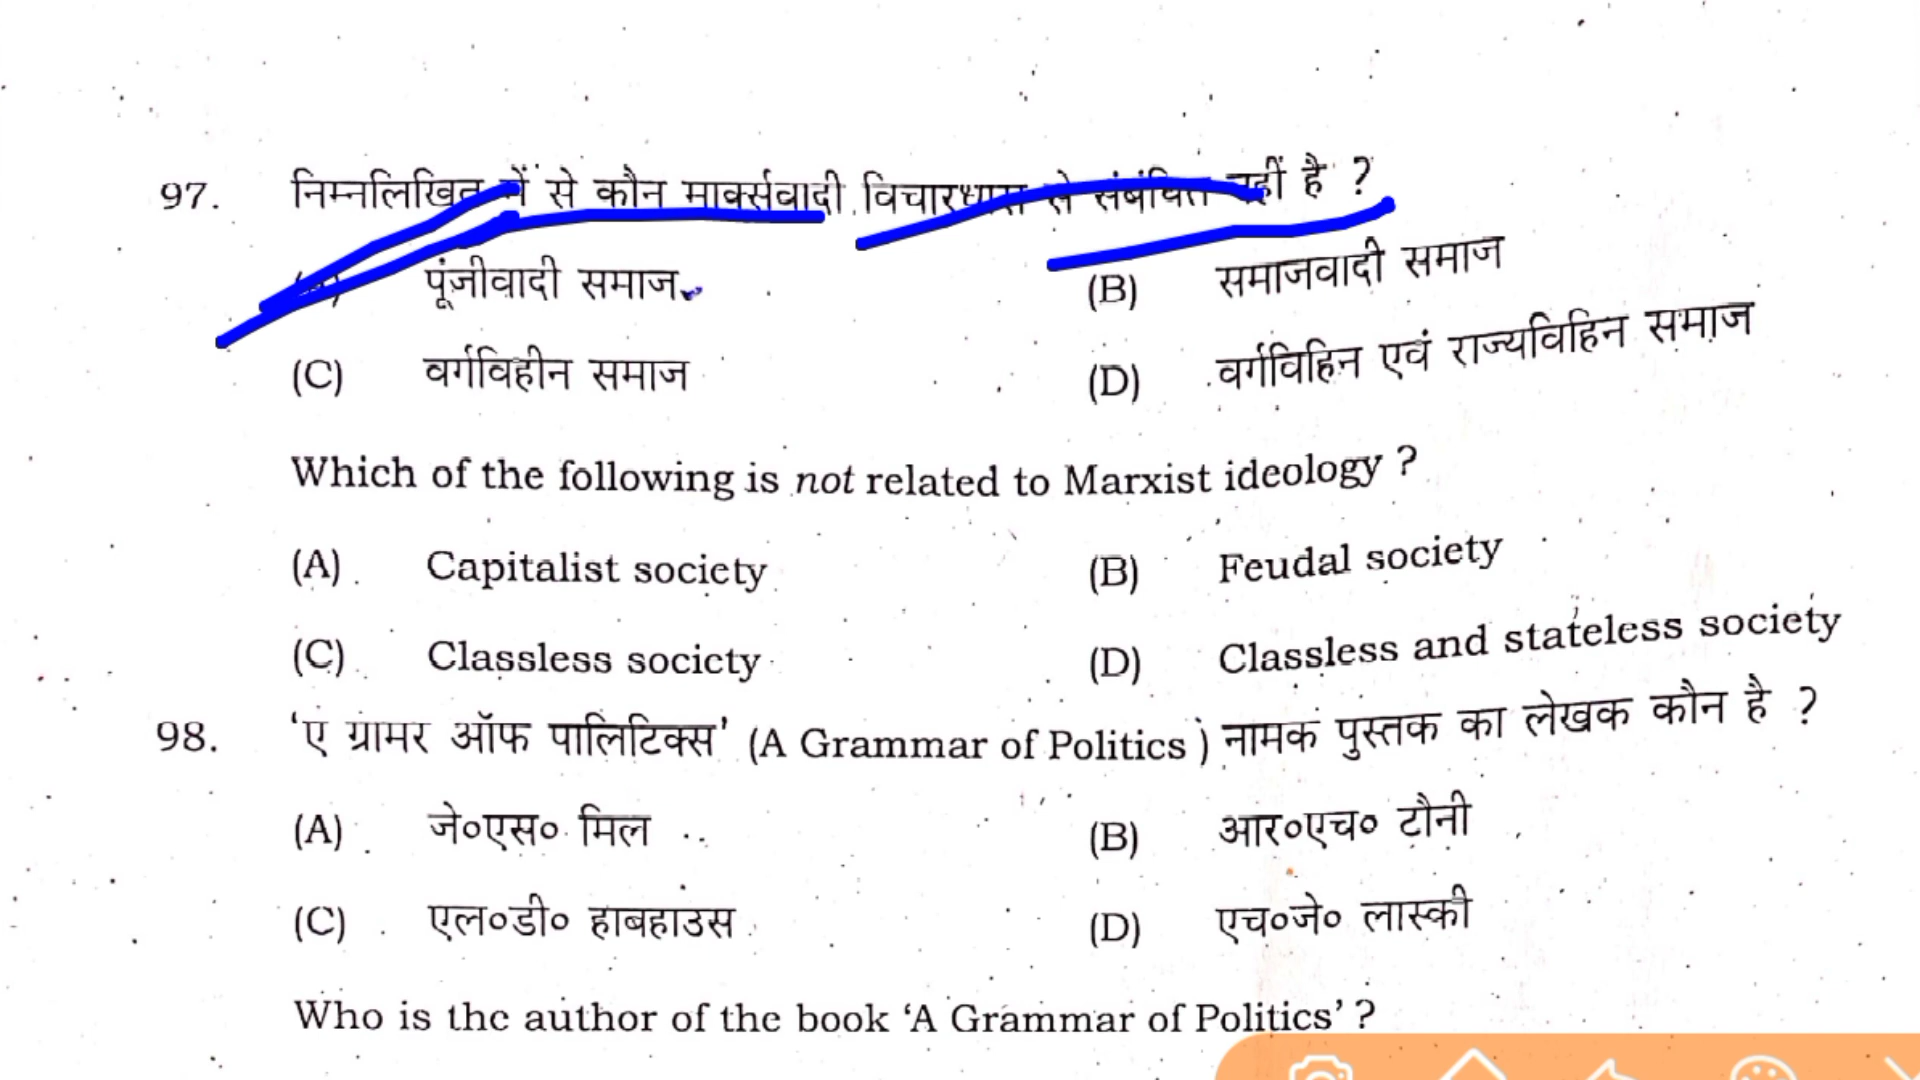 97. निम्नलिखित में से कौन मार्क्सवादी विचारधारा से संबंधित नहीं है ?
(A) पूंजीवादी समाज (B) समाजवादी समाज
(C) वर्गविहीन समाज (D) वर्गविहिन एवं राज्यविहिन समाज
Which of the following is not related to Marxist ideology ?
(A) Capitalist society (B) Feudal society
(C) Classless society (D) Classless and stateless society
98. ‘ए ग्रामर ऑफ पालिटिक्स’ (A Grammar of Politics ) नामक पुस्तक का लेखक कौन है ?
(A) जे०एस० मिल (B) आर०एच० टौनी
(C) एल०डी० हाबहाउस (D) एच०जे० लास्की
Who is the author of the book ‘A Grammar of Politics’ ?